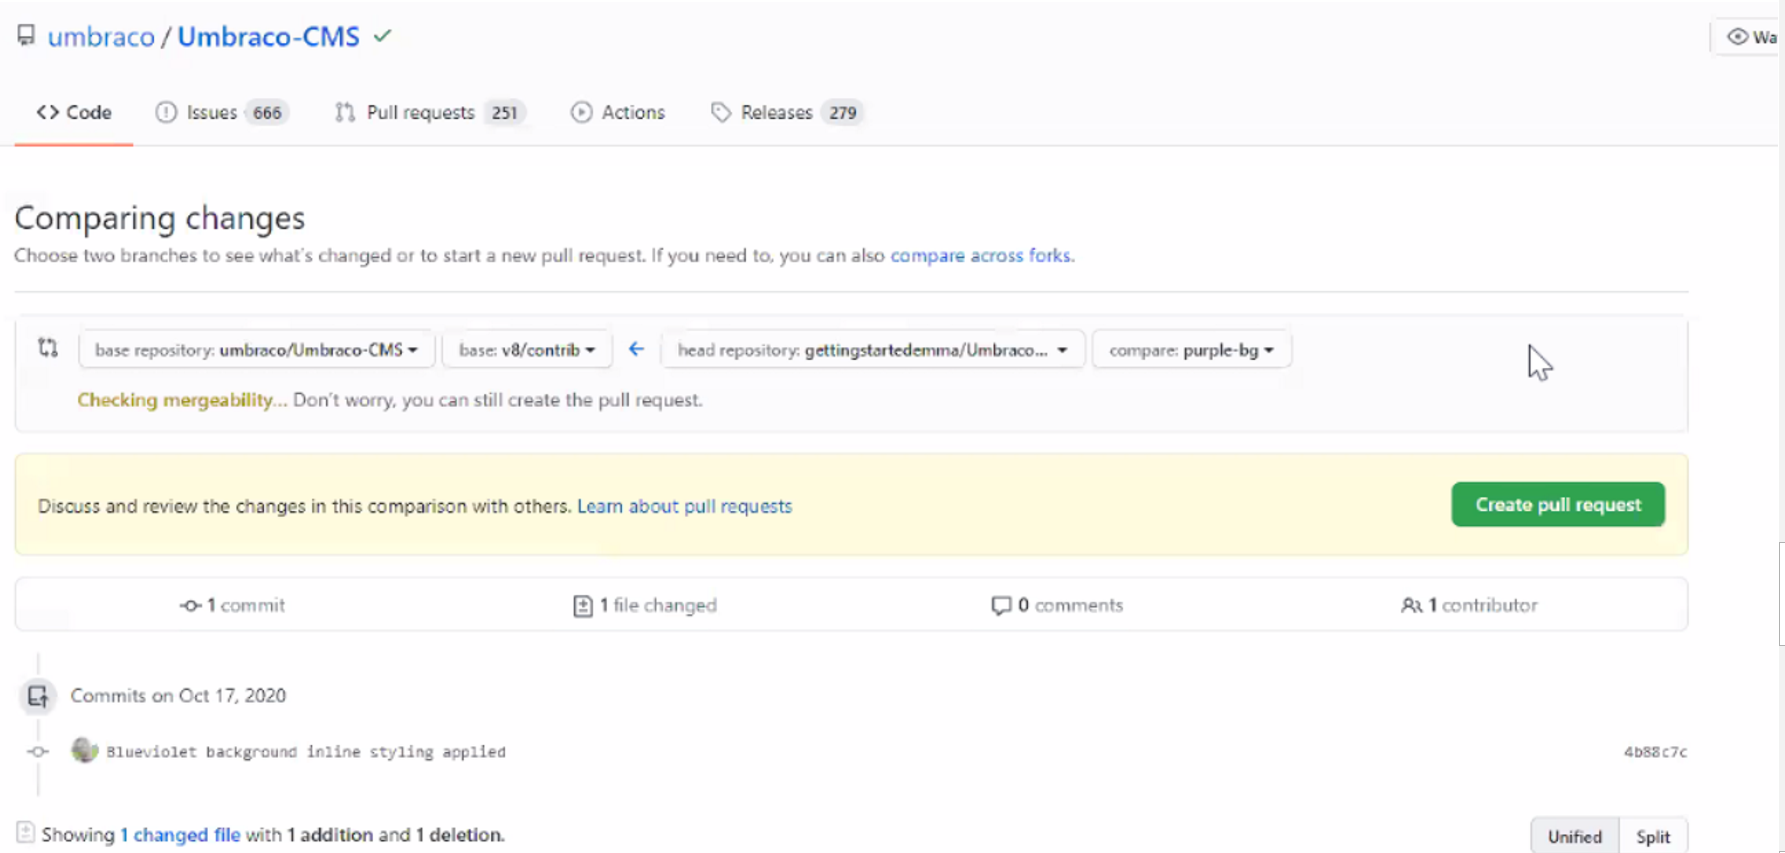 umbraco / Umbraco-CMS
Wa
Code Issues 666 Pull requests 251 Actions Releases 279
Comparing changes
Choose two branches to see what's changed or to start a new pull request. If you need to, you can also compare across forks.
base repository: umbraco/Umbraco-CMS base: v8/contrib head repository: gettingstartedemma/Umbraco... compare: purple-bg
Checking mergeability... Don't worry, you can still create the pull request.
Discuss and review the changes in this comparison with others. Learn about pull requests
Create pull request
1 commit 1 file changed 0 comments 1 contributor
Commits on Oct 17, 2020
Blueviolet background inline styling applied 4b88c7c
Showing 1 changed file with 1 addition and 1 deletion.
Unified Split